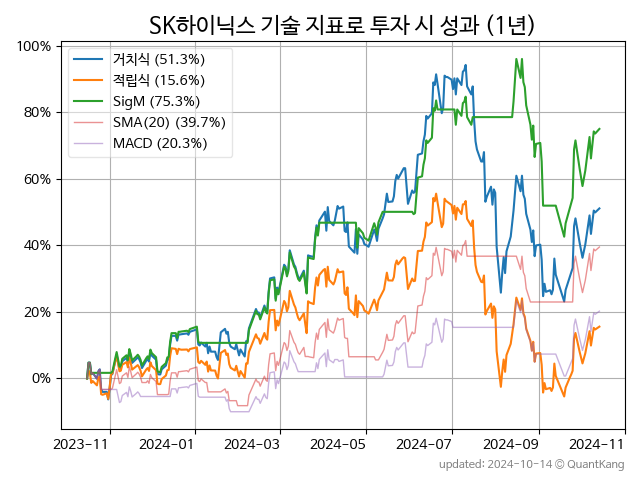 SK하이닉스 기술 지표로 투자 시 성과 (1년)
100%
80%
60%
40%
20%
0%
거치식 (51.3%)
적립식 (15.6%)
SigM (75.3%)
SMA(20) (39.7%)
MACD (20.3%)
2023-11
2024-01
2024-03
2024-05
2024-07
2024-09
2024-11
updated: 2024-10-14 © QuantKang